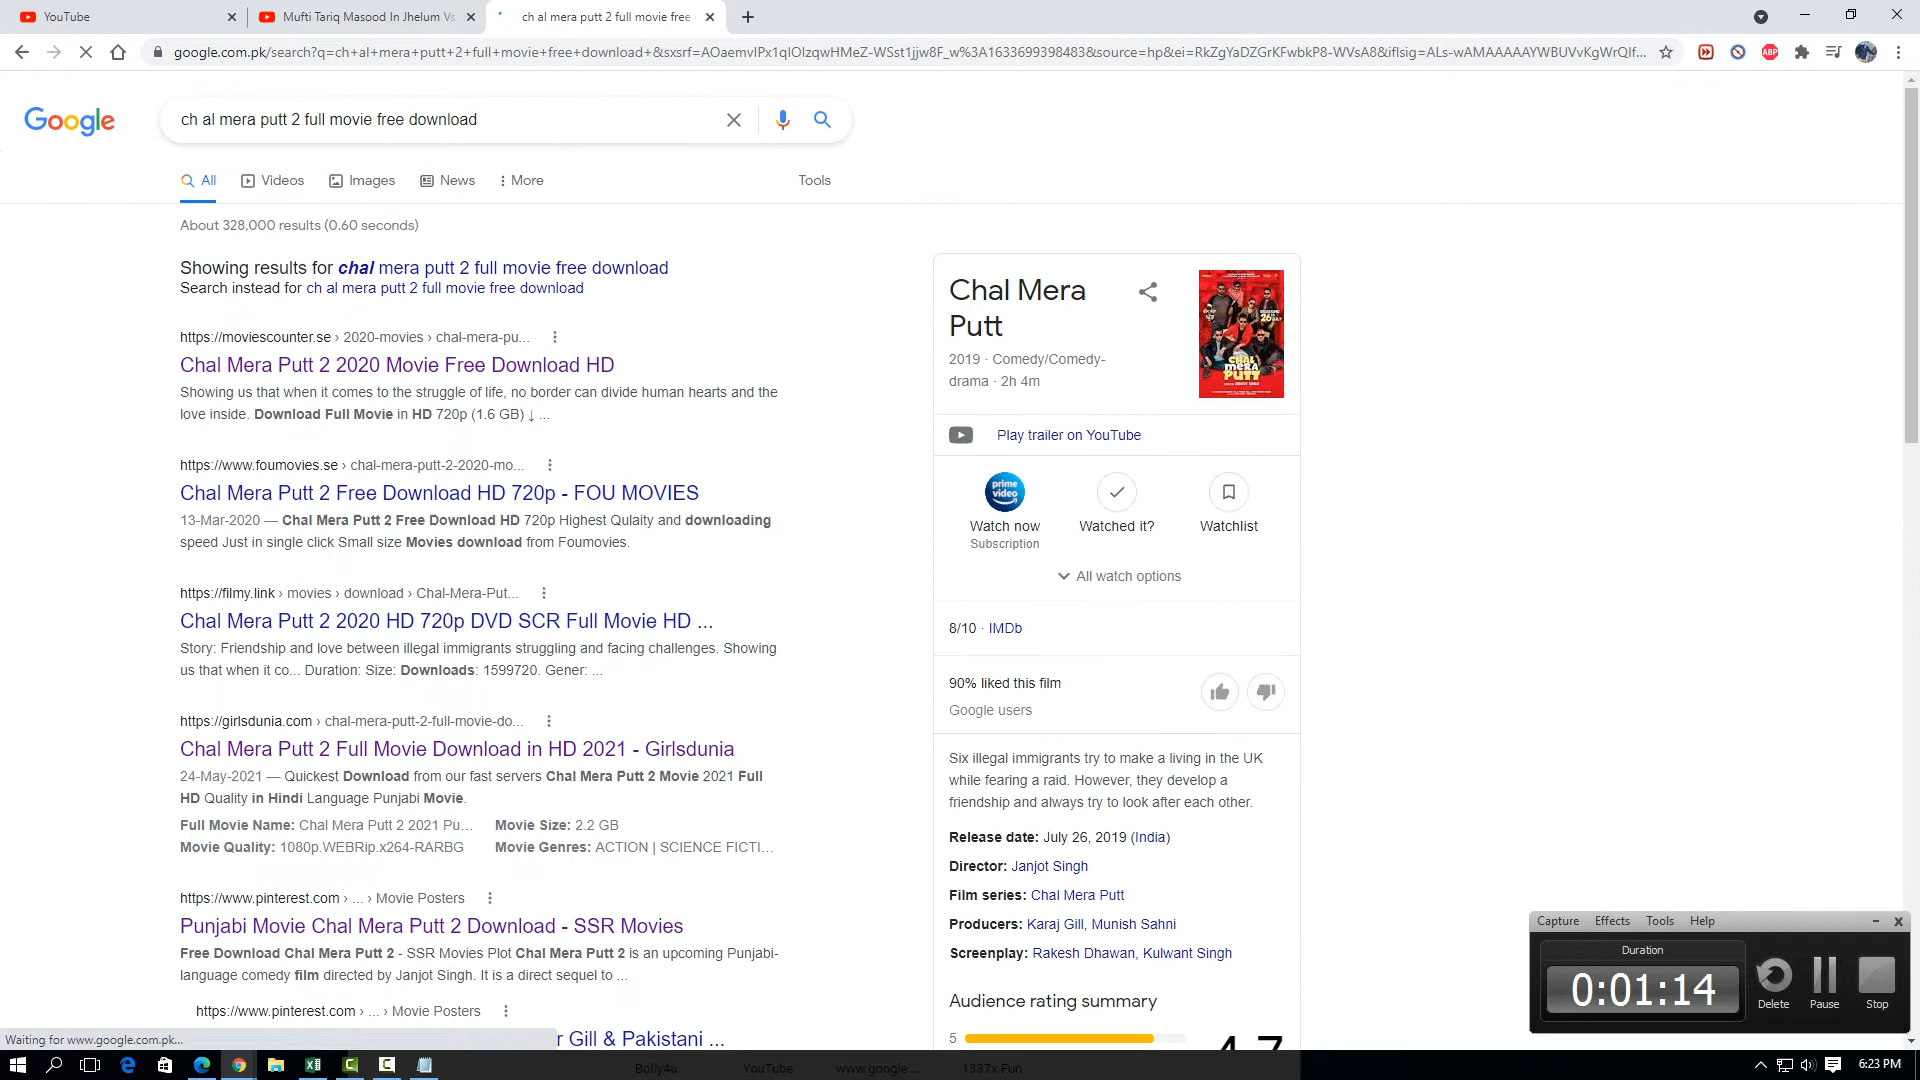 YouTube
Mufti Tariq Masood In Jhelum Vs
ch al mera putt 2 full movie free
google.com.pk/search?q=ch+al+mera+putt+2+full+movie+free+download+&sxsrf=AOaemvIPx1qIOlzqwHMeZ-WSst1jjw8F_w%3A1633699398483&source=hp&ei=RkZgYaDZGrKFwbkP8-WVsA8&iflsig=ALs-wAMAAAAAYWBUVvKgWrQIf...
ABP
Google
ch al mera putt 2 full movie free download
All
Videos
Images
News
More
Tools
About 328,000 results (0.60 seconds)
Showing results for chal mera putt 2 full movie free download
Search instead for ch al mera putt 2 full movie free download
https://moviescounter.se › 2020-movies › chal-mera-pu...
Chal Mera Putt 2 2020 Movie Free Download HD
Showing us that when it comes to the struggle of life, no border can divide human hearts and the
love inside. Download Full Movie in HD 720p (1.6 GB) ↓ ...
https://www.foumovies.se › chal-mera-putt-2-2020-mo...
Chal Mera Putt 2 Free Download HD 720p - FOU MOVIES
13-Mar-2020 — Chal Mera Putt 2 Free Download HD 720p Highest Qulaity and downloading
speed Just in single click Small size Movies download from Foumovies.
https://filmy.link › movies › download › Chal-Mera-Put...
Chal Mera Putt 2 2020 HD 720p DVD SCR Full Movie HD ...
Story: Friendship and love between illegal immigrants struggling and facing challenges. Showing
us that when it co... Duration: Size: Downloads: 1599720. Gener: ...
https://girlsdunia.com › chal-mera-putt-2-full-movie-do...
Chal Mera Putt 2 Full Movie Download in HD 2021 - Girlsdunia
24-May-2021 — Quickest Download from our fast servers Chal Mera Putt 2 Movie 2021 Full
HD Quality in Hindi Language Punjabi Movie.
Full Movie Name: Chal Mera Putt 2 2021 Pu...
Movie Size: 2.2 GB
Movie Quality: 1080p.WEBRip.x264-RARBG
Movie Genres: ACTION | SCIENCE FICTI...
https://www.pinterest.com › ... › Movie Posters
Punjabi Movie Chal Mera Putt 2 Download - SSR Movies
Free Download Chal Mera Putt 2 - SSR Movies Plot Chal Mera Putt 2 is an upcoming Punjabi-
language comedy film directed by Janjot Singh. It is a direct sequel to ...
https://www.pinterest.com › ... › Movie Posters
r Gill & Pakistani ...
Chal Mera
Putt
2019 · Comedy/Comedy-
drama · 2h 4m
CHAL
MERA
PUTT
Play trailer on YouTube
prime
video
Watch now
Subscription
Watched it?
Watchlist
All watch options
8/10 · IMDb
90% liked this film
Google users
Six illegal immigrants try to make a living in the UK
while fearing a raid. However, they develop a
friendship and always try to look after each other.
Release date: July 26, 2019 (India)
Director: Janjot Singh
Film series: Chal Mera Putt
Producers: Karaj Gill, Munish Sahni
Screenplay: Rakesh Dhawan, Kulwant Singh
Audience rating summary
5
4.7
Capture Effects Tools Help
Duration
0:01:14
Delete
Pause
Stop
Waiting for www.google.com.pk...
Bolly4u
YouTube
www.google...
1337x.Fun
6:23 PM